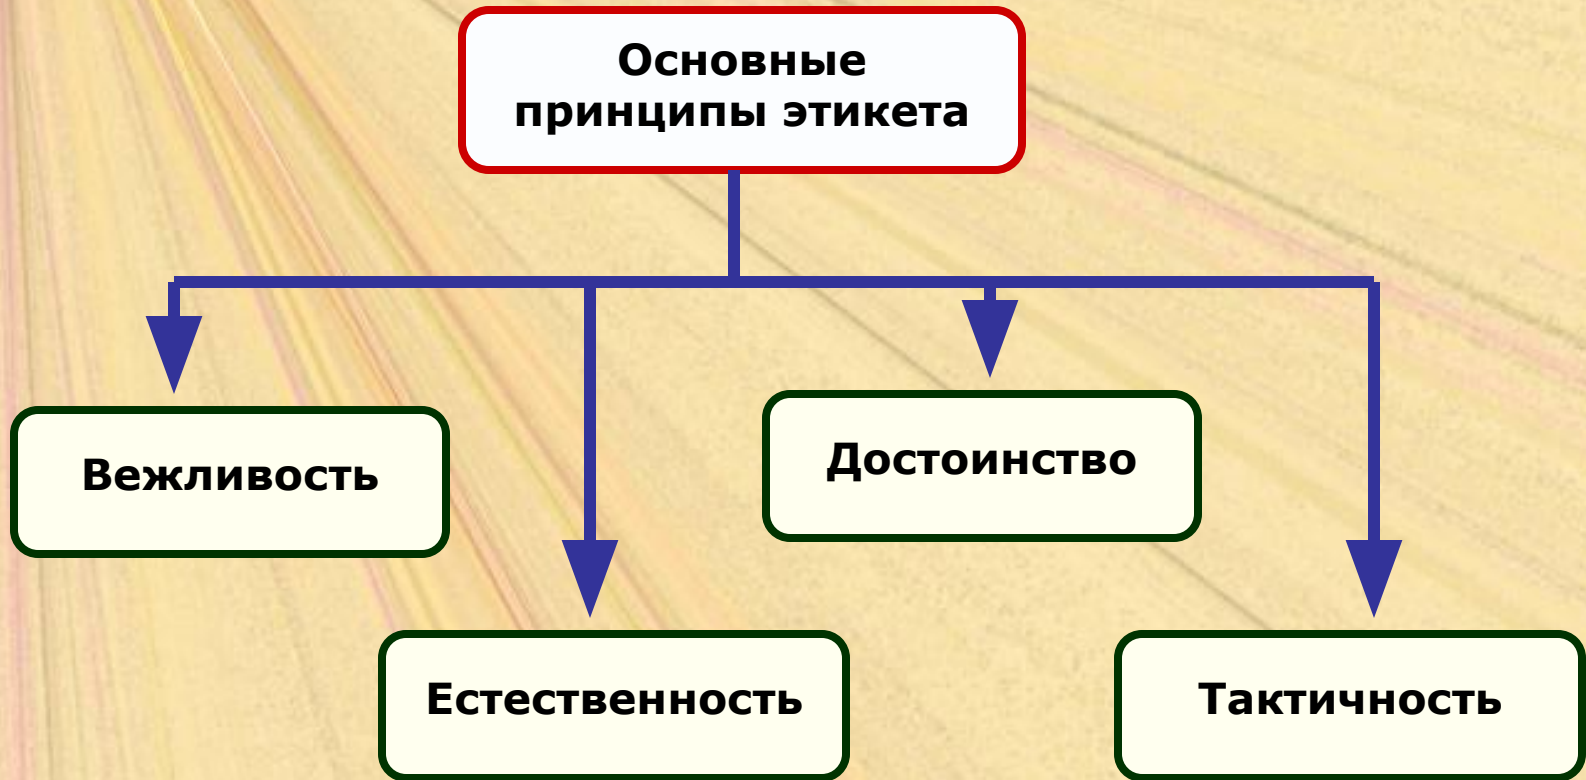 Основные
принципы этикета
Вежливость
Достоинство
Естественность
Тактичность